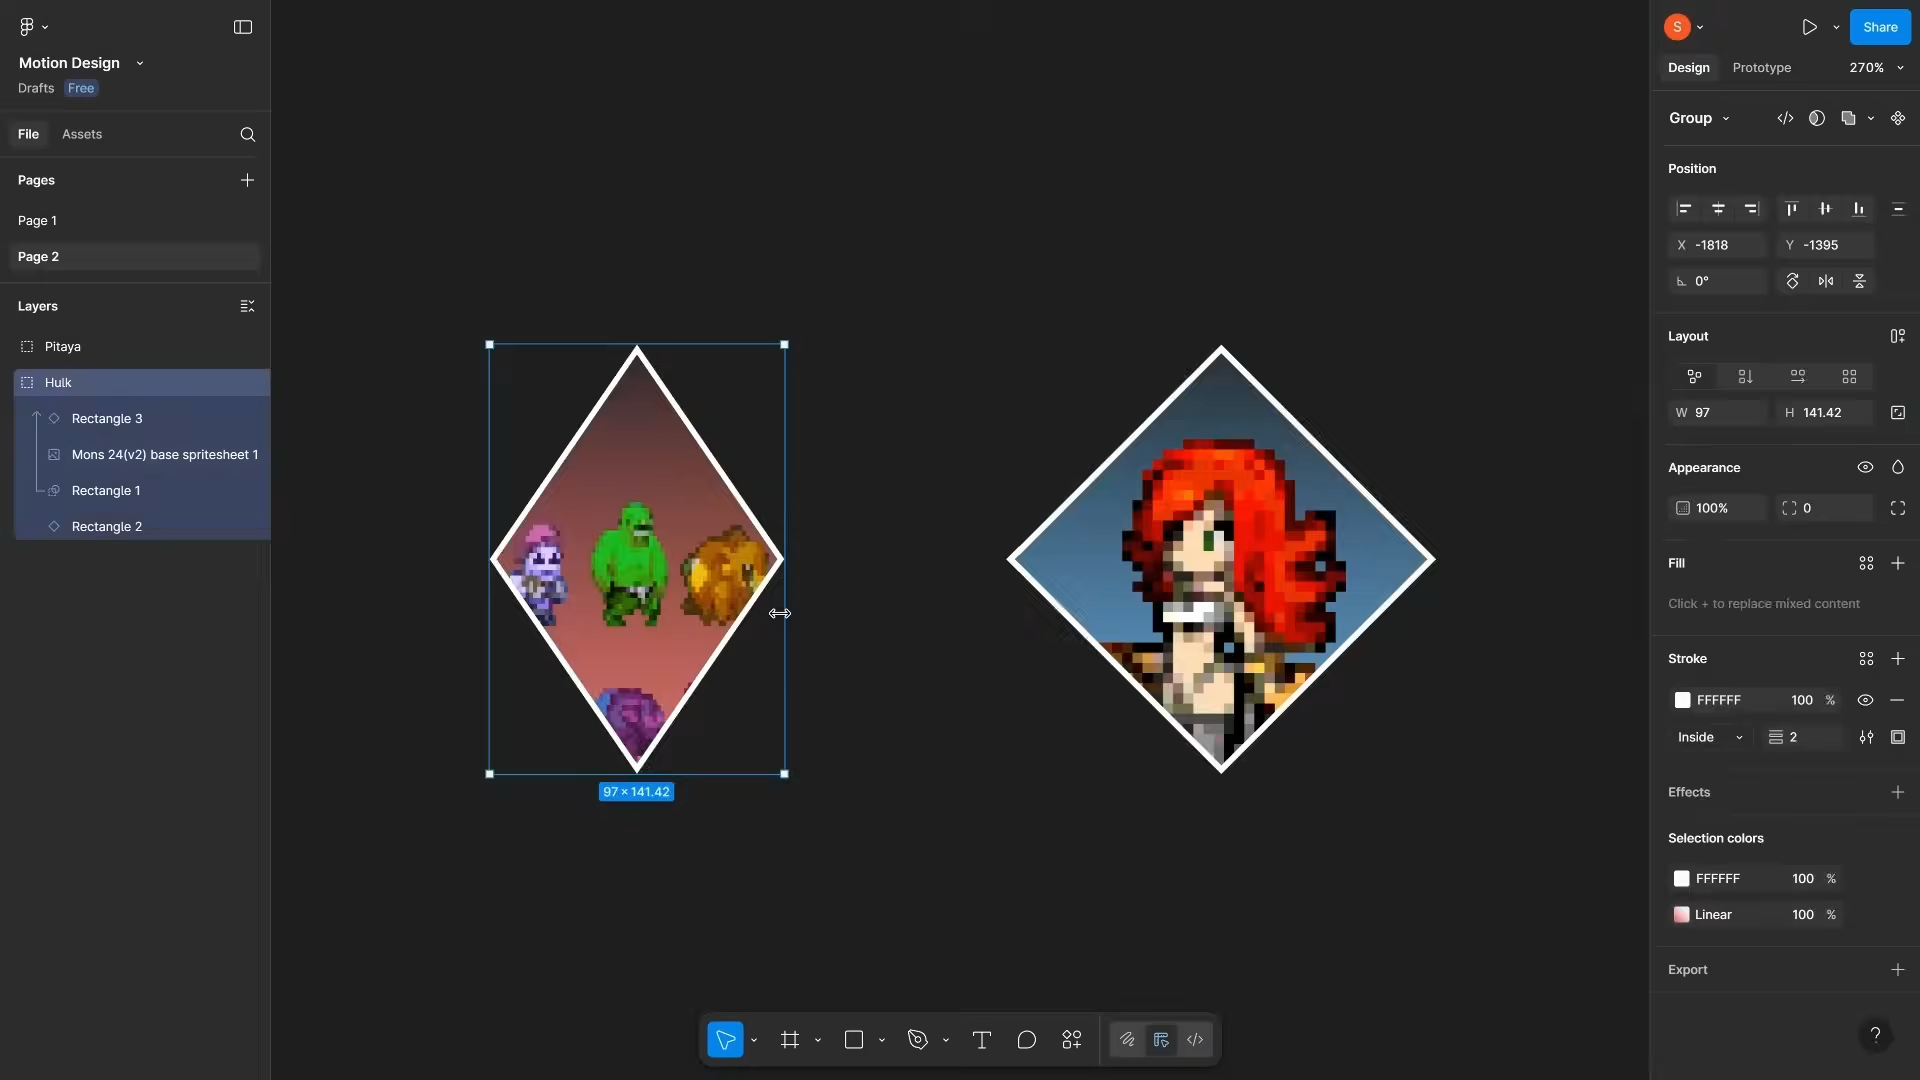 S
Share
Motion Design
Drafts Free
Design Prototype 270%
File Assets
Group
Pages
Position
Page 1
X -1818 Y -1395
Page 2
0°
Layers
Layout
Pitaya
Hulk
W 97 H 141.42
Rectangle 3
Mons 24(v2) base spritesheet 1
Appearance
Rectangle 1
100% 0
Rectangle 2
Fill
Click + to replace mixed content
Stroke
FFFFFF 100 %
Inside 2
97 × 141.42
Effects
Selection colors
FFFFFF 100 %
Linear 100 %
Export
?